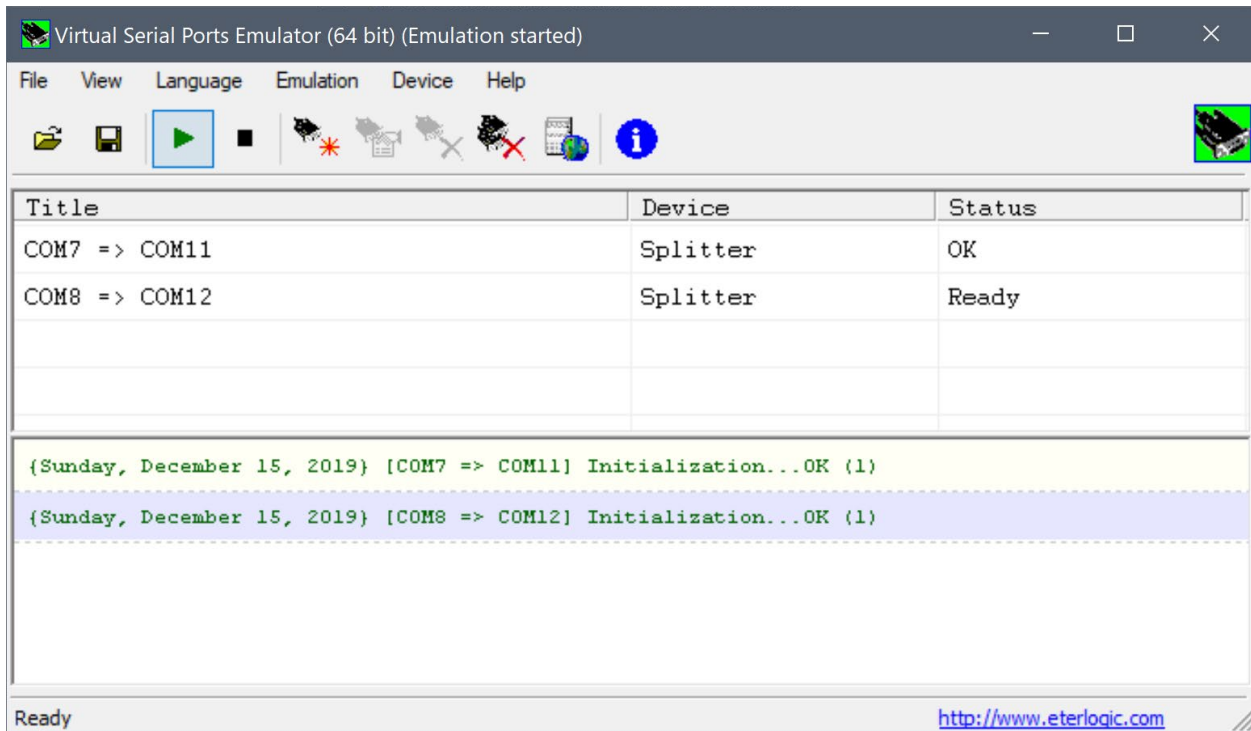 Virtual Serial Ports Emulator (64 bit) (Emulation started)
File View Language Emulation Device Help
Title Device Status
COM7 => COM11 Splitter OK
COM8 => COM12 Splitter Ready
{Sunday, December 15, 2019} [COM7 => COM11] Initialization...OK (1)
{Sunday, December 15, 2019} [COM8 => COM12] Initialization...OK (1)
Ready http://www.eterlogic.com